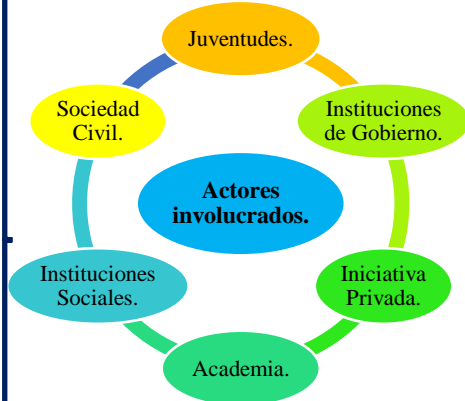 Juventudes.
Instituciones
de Gobierno.
Iniciativa
Privada.
Academia.
Instituciones
Sociales.
Sociedad
Civil.
Actores
involucrados.